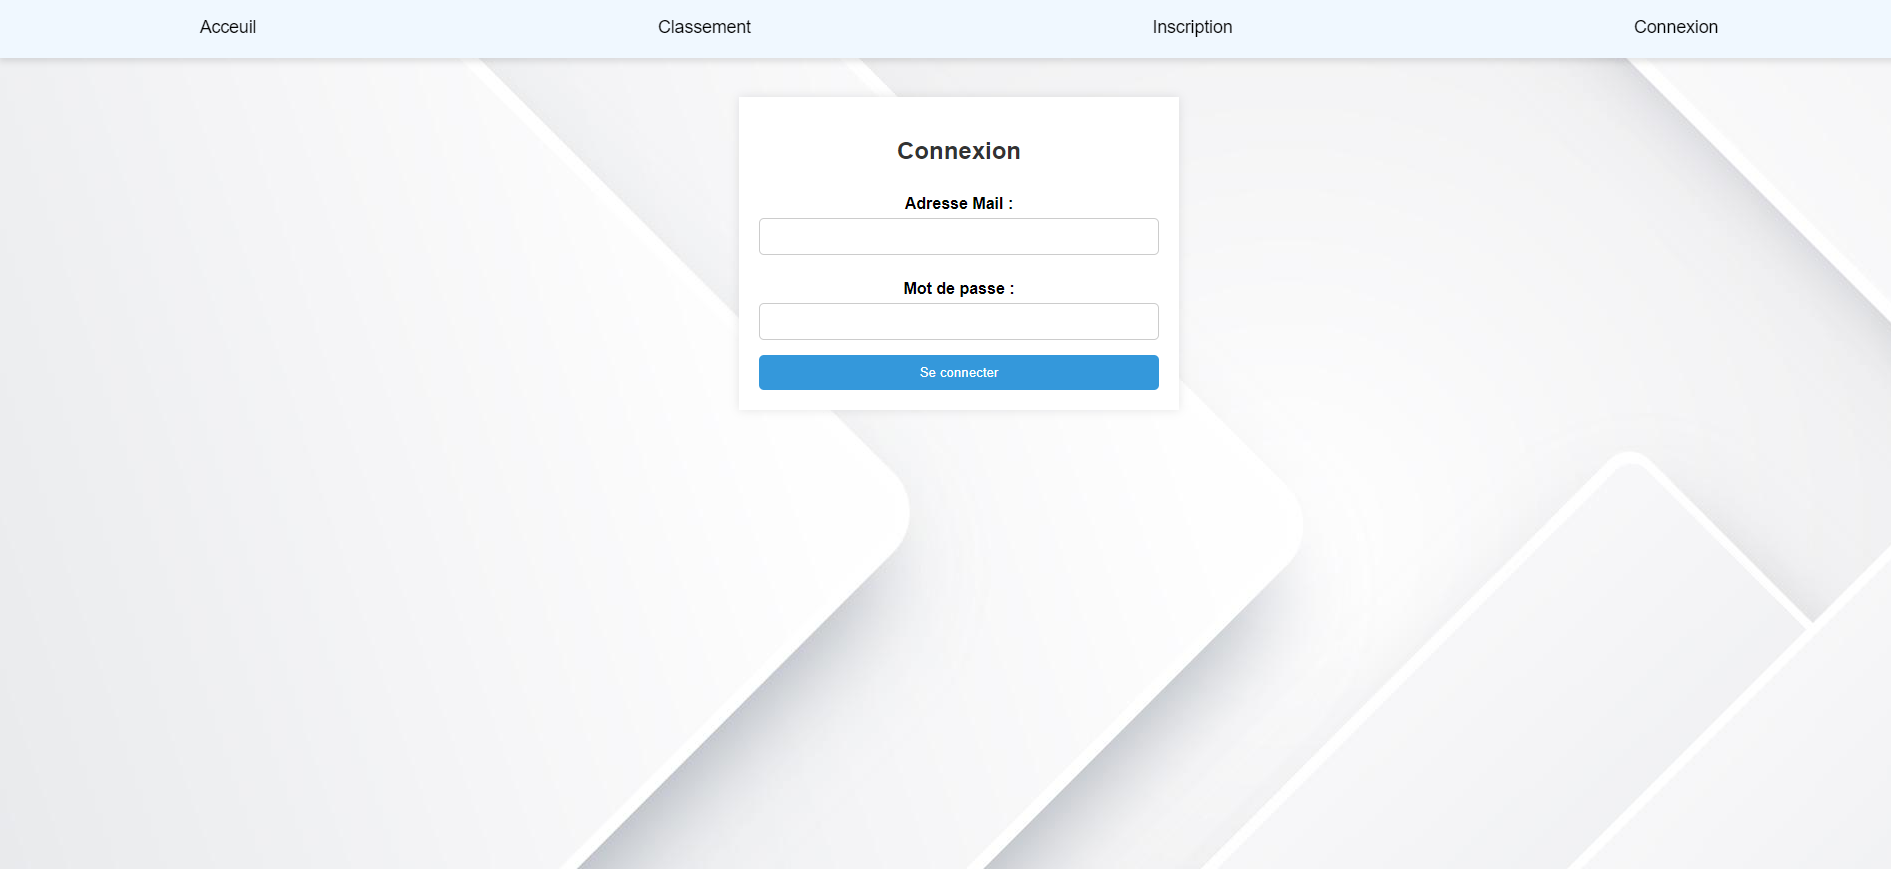 Acceuil Classement Inscription Connexion
Connexion
Adresse Mail :
Mot de passe :
Se connecter